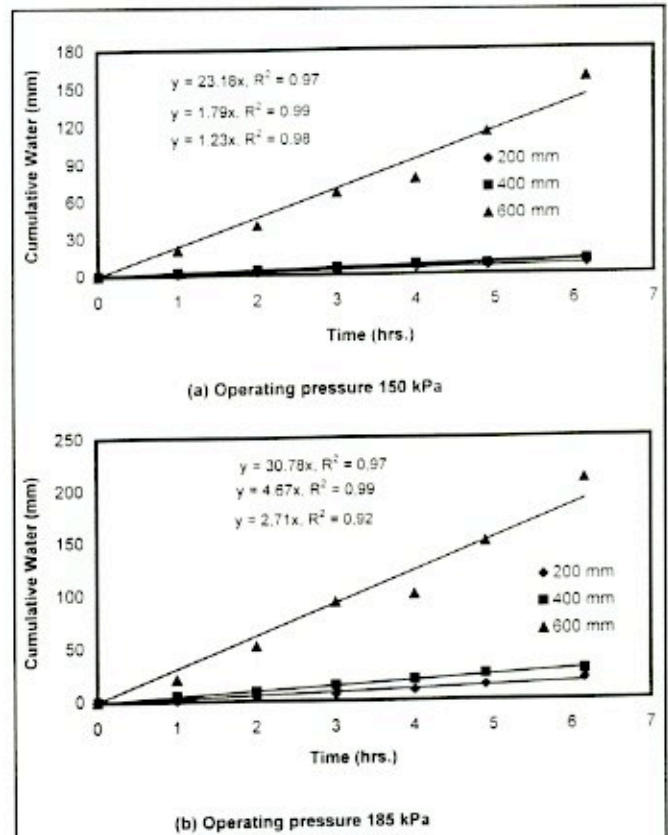 180
150
120
90
60
30
0
Cumulative Water (mm)
y = 23.18x, R² = 0.97
y = 1.79x, R² = 0.99
y = 1.23x, R² = 0.98
200 mm
400 mm
600 mm
0 1 2 3 4 5 6 7
Time (hrs.)
(a) Operating pressure 150 kPa
250
200
150
100
50
0
Cumulative Water (mm)
y = 30.78x, R² = 0.97
y = 4.67x, R² = 0.99
y = 2.71x, R² = 0.92
200 mm
400 mm
600 mm
0 1 2 3 4 5 6 7
Time (hrs.)
(b) Operating pressure 185 kPa